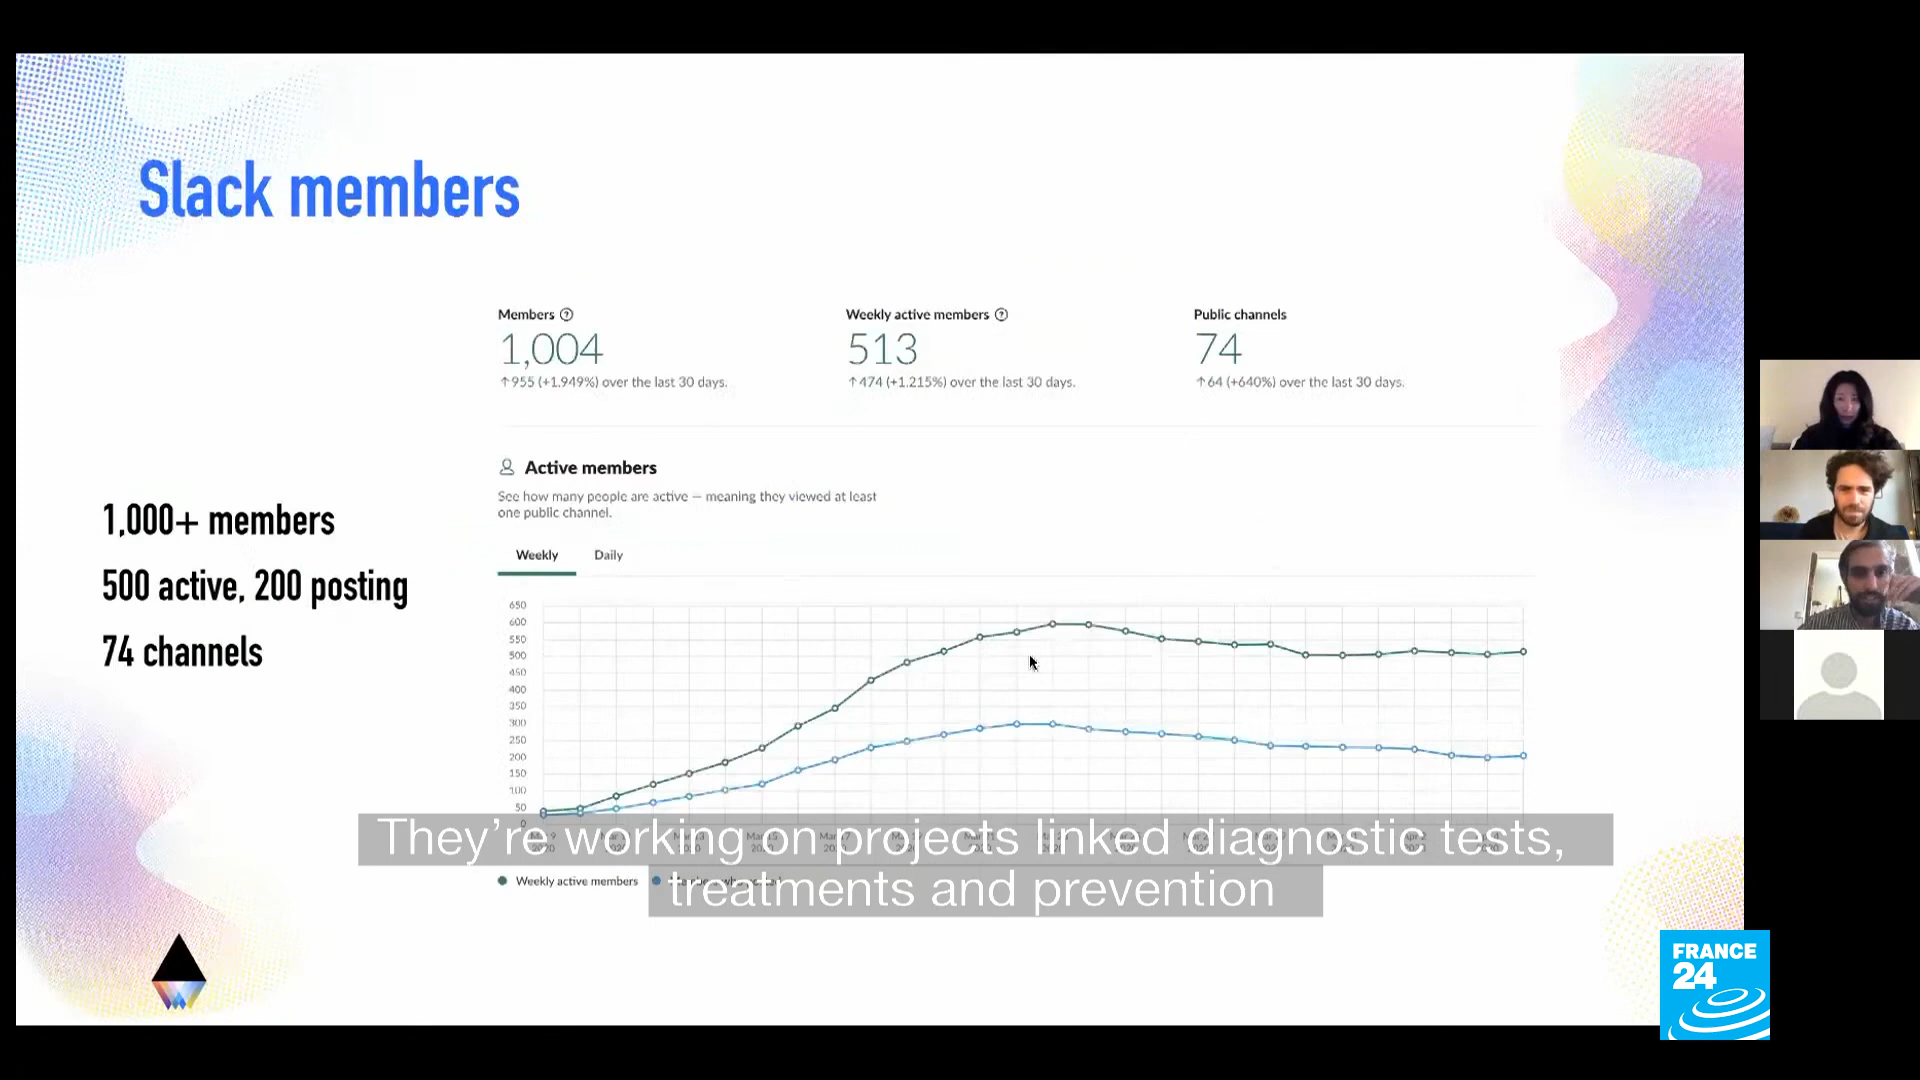 Slack members
Members
1,004
↑955 (+1.949%) over the last 30 days.
Weekly active members
513
↑474 (+1.215%) over the last 30 days.
Public channels
74
↑64 (+640%) over the last 30 days.
Active members
See how many people are active — meaning they viewed at least
one public channel.
1,000+ members
500 active, 200 posting
74 channels
Weekly Daily
650
600
550
500
450
400
350
300
250
200
150
100
50
0
They're working on projects linked diagnostic tests,
treatments and prevention
Weekly active members
FRANCE
24